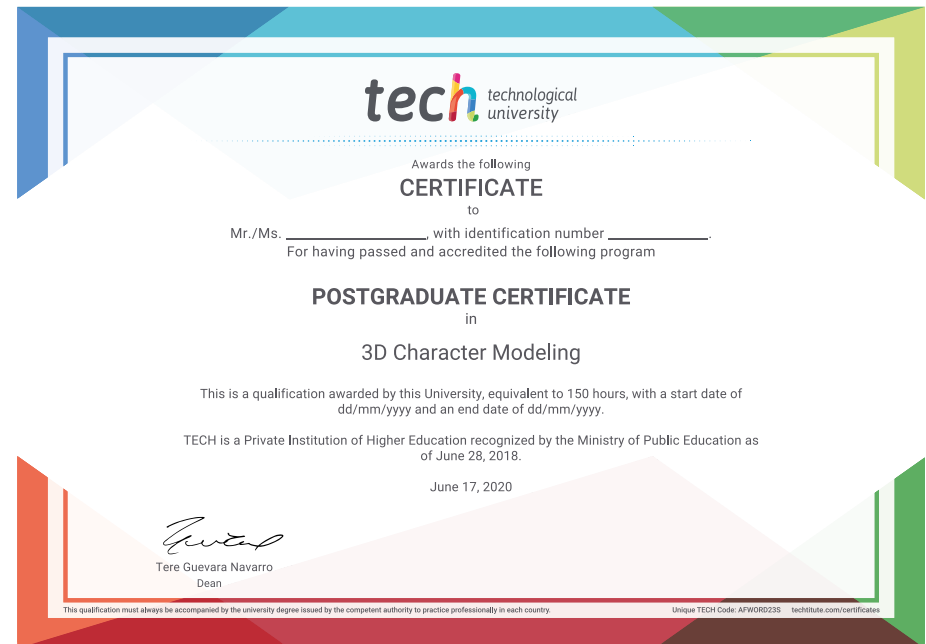 tech technological
university
Awards the following
CERTIFICATE
to
Mr./Ms. ____________________, with identification number ______________.
For having passed and accredited the following program
POSTGRADUATE CERTIFICATE
in
3D Character Modeling
This is a qualification awarded by this University, equivalent to 150 hours, with a start date of
dd/mm/yyyy and an end date of dd/mm/yyyy.
TECH is a Private Institution of Higher Education recognized by the Ministry of Public Education as
of June 28, 2018.
June 17, 2020
Tere Guevara Navarro
Dean
This qualification must always be accompanied by the university degree issued by the competent authority to practice professionally in each country. Unique TECH Code: AFWORD23S techtitute.com/certificates